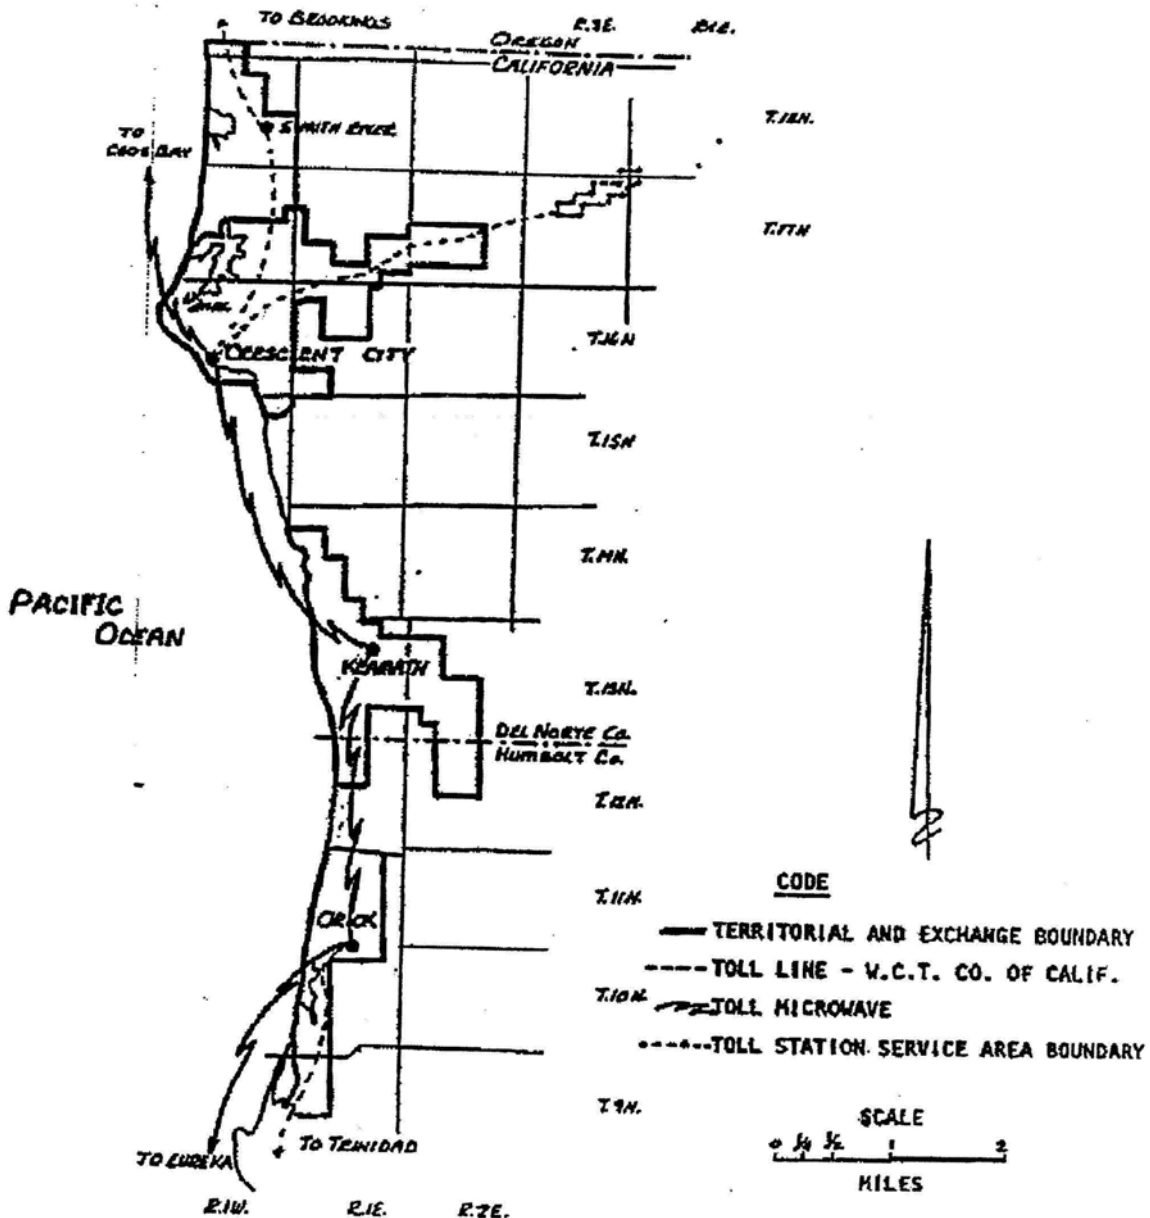 TO BROOKINGS
R.3E.
OREGON
CALIFORNIA
SMITH RIVER
T.18N.
TO
COOS BAY
T.17N
T.16N
CRESCENT CITY
T.15N
T.14N.
PACIFIC
OCEAN
KLAMATH
T.13N.
DEL NORTE CO.
HUMBOLT CO.
T.12N.
CODE
T.11N.
ORICK
TERRITORIAL AND EXCHANGE BOUNDARY
TOLL LINE - W.C.T. CO. OF CALIF.
T.10N.
TOLL MICROWAVE
TOLL STATION SERVICE AREA BOUNDARY
T.9N.
SCALE
0 1/4 1/2 1 2
MILES
TO TRINIDAD
TO EUREKA
R.1W.
R.1E.
R.2E.